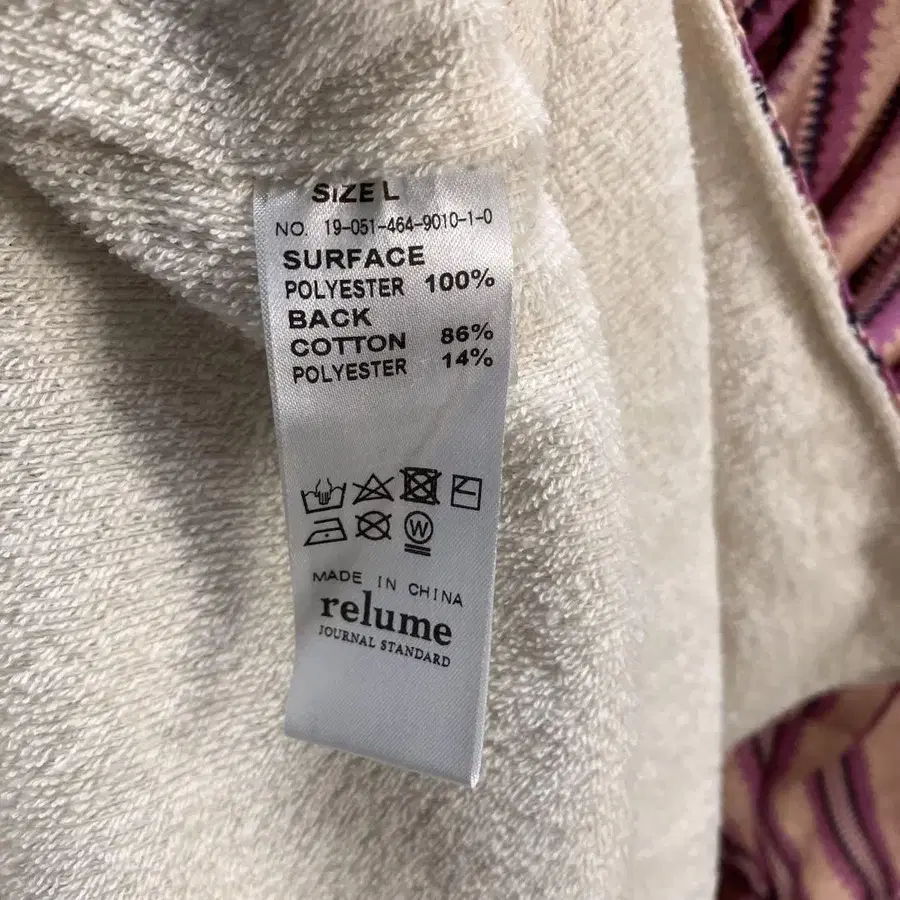 SIZE L
NO. 19-051-464-9010-1-0
SURFACE
POLYESTER 100%
BACK
COTTON 86%
POLYESTER 14%
W
MADE IN CHINA
relume
JOURNAL STANDARD